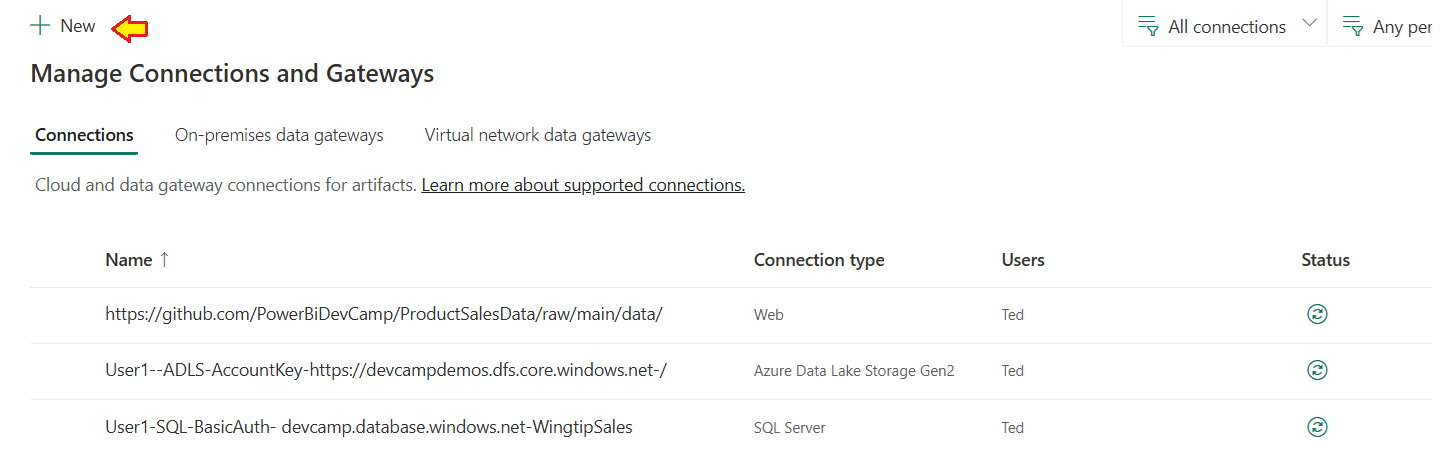 New
All connections
Any per
Manage Connections and Gateways
Connections On-premises data gateways Virtual network data gateways
Cloud and data gateway connections for artifacts. Learn more about supported connections.
Name ↑ Connection type Users Status
https://github.com/PowerBiDevCamp/ProductSalesData/raw/main/data/ Web Ted
User1--ADLS-AccountKey-https://devcampdemos.dfs.core.windows.net-/ Azure Data Lake Storage Gen2 Ted
User1-SQL-BasicAuth- devcamp.database.windows.net-WingtipSales SQL Server Ted